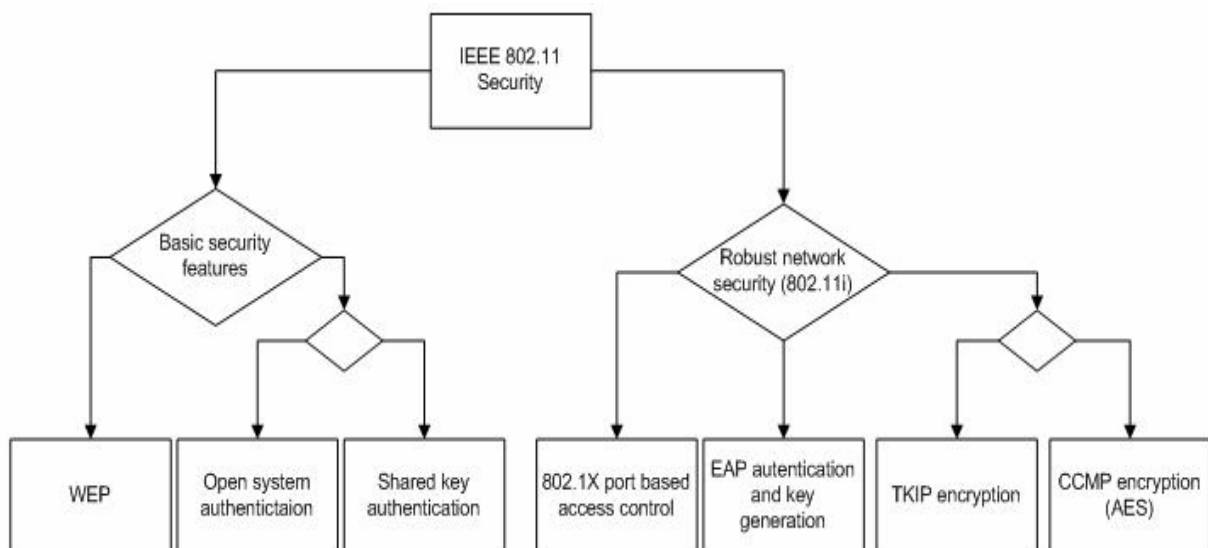 IEEE 802.11
Security
Basic security
features
Robust network
security (802.11i)
WEP
Open system
authentictaion
Shared key
authentication
802.1X port based
access control
EAP autentication
and key
generation
TKIP encryption
CCMP encryption
(AES)